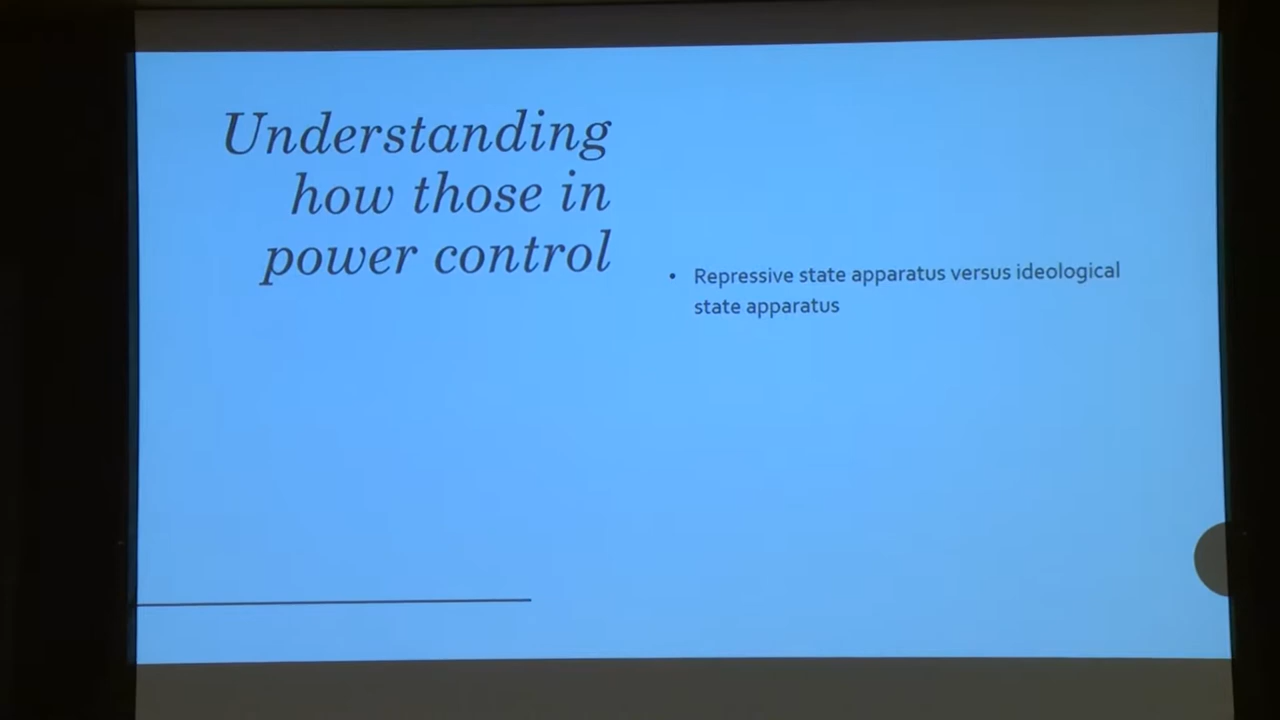 Understanding
how those in
power control
• Repressive state apparatus versus ideological
state apparatus